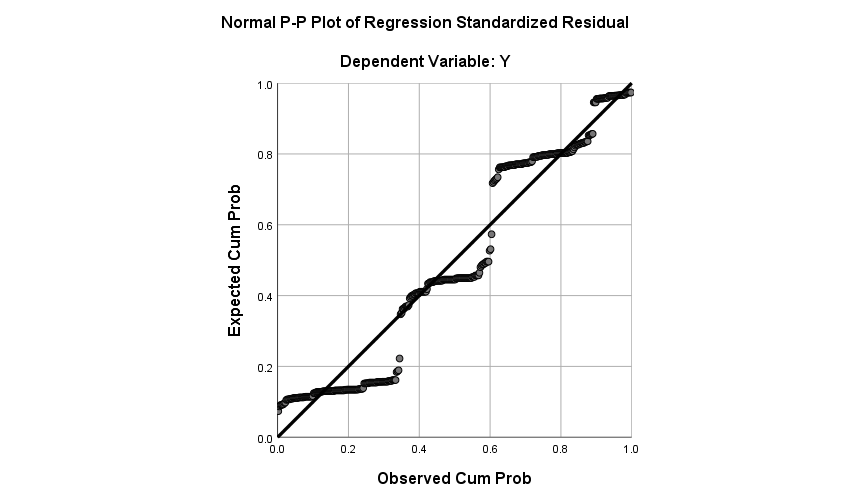 Normal P-P Plot of Regression Standardized Residual
Dependent Variable: Y
Expected Cum Prob
1.0
0.8
0.6
0.4
0.2
0.0
0.0 0.2 0.4 0.6 0.8 1.0
Observed Cum Prob